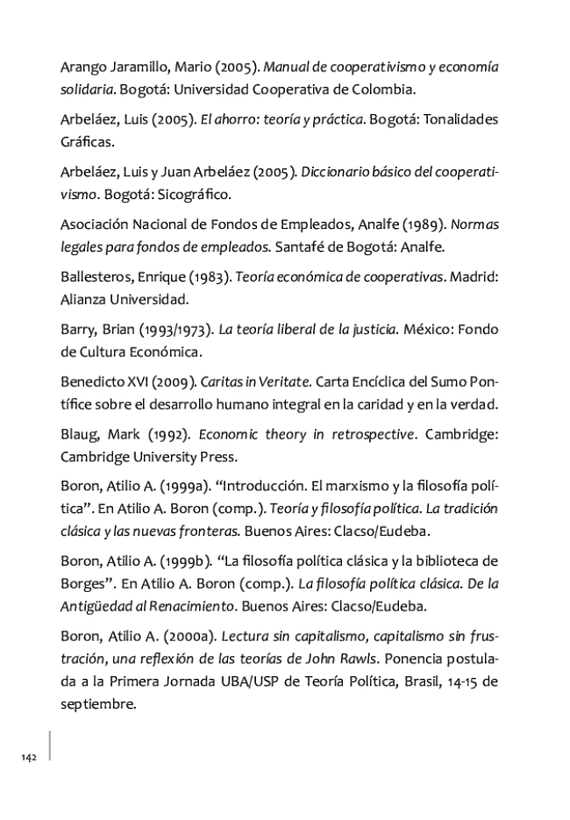 Arango Jaramillo, Mario (2005). Manual de cooperativismo y economía
solidaria. Bogotá: Universidad Cooperativa de Colombia.
Arbeláez, Luis (2005). El ahorro: teoría y práctica. Bogotá: Tonalidades
Gráficas.
Arbeláez, Luis y Juan Arbeláez (2005). Diccionario básico del cooperati-
vismo. Bogotá: Sicográfico.
Asociación Nacional de Fondos de Empleados, Analfe (1989). Normas
legales para fondos de empleados. Santafé de Bogotá: Analfe.
Ballesteros, Enrique (1983). Teoría económica de cooperativas. Madrid:
Alianza Universidad.
Barry, Brian (1993/1973). La teoría liberal de la justicia. México: Fondo
de Cultura Económica.
Benedicto XVI (2009). Caritas in Veritate. Carta Encíclica del Sumo Pon-
tífice sobre el desarrollo humano integral en la caridad y en la verdad.
Blaug, Mark (1992). Economic theory in retrospective. Cambridge:
Cambridge University Press.
Boron, Atilio A. (1999a). “Introducción. El marxismo y la filosofía polí-
tica”. En Atilio A. Boron (comp.). Teoría y filosofía política. La tradición
clásica y las nuevas fronteras. Buenos Aires: Clacso/Eudeba.
Boron, Atilio A. (1999b). “La filosofía política clásica y la biblioteca de
Borges”. En Atilio A. Boron (comp.). La filosofía política clásica. De la
Antigüedad al Renacimiento. Buenos Aires: Clacso/Eudeba.
Boron, Atilio A. (2000a). Lectura sin capitalismo, capitalismo sin frus-
tración, una reflexión de las teorías de John Rawls. Ponencia postula-
da a la Primera Jornada UBA/USP de Teoría Política, Brasil, 14-15 de
septiembre.
142